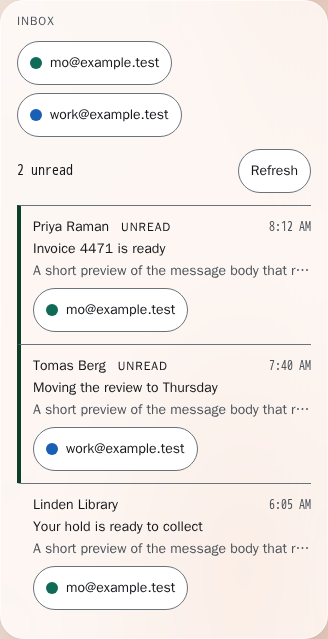 INBOX
mo@example.test
work@example.test
2 unread Refresh
Priya Raman UNREAD 8:12 AM
Invoice 4471 is ready
A short preview of the message body that r···
mo@example.test
Tomas Berg UNREAD 7:40 AM
Moving the review to Thursday
A short preview of the message body that r···
work@example.test
Linden Library 6:05 AM
Your hold is ready to collect
A short preview of the message body that r···
mo@example.test